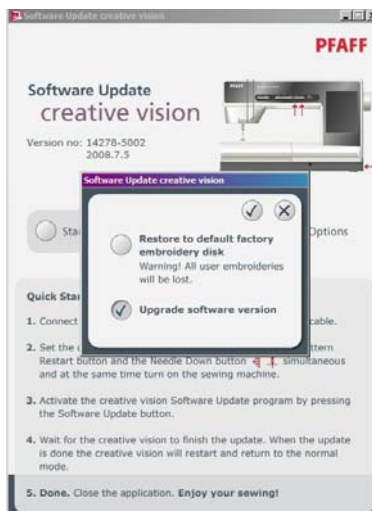 Software Update creative vision
PFAFF
Software Update
creative vision
Version no: 14278-5002
2008.7.5
Software Update creative vision
Restore to default factory
embroidery disk
Warning! All user embroideries
will be lost.
Upgrade software version
Options
Quick
1. Connect cable.
2. Set the
Restart button and the Needle Down button simultaneous
and at the same time turn on the sewing machine.
3. Activate the creative vision Software Update program by pressing
the Software Update button.
4. Wait for the creative vision to finish the update. When the update
is done the creative vision will restart and return to the normal
mode.
5. Done. Close the application. Enjoy your sewing!